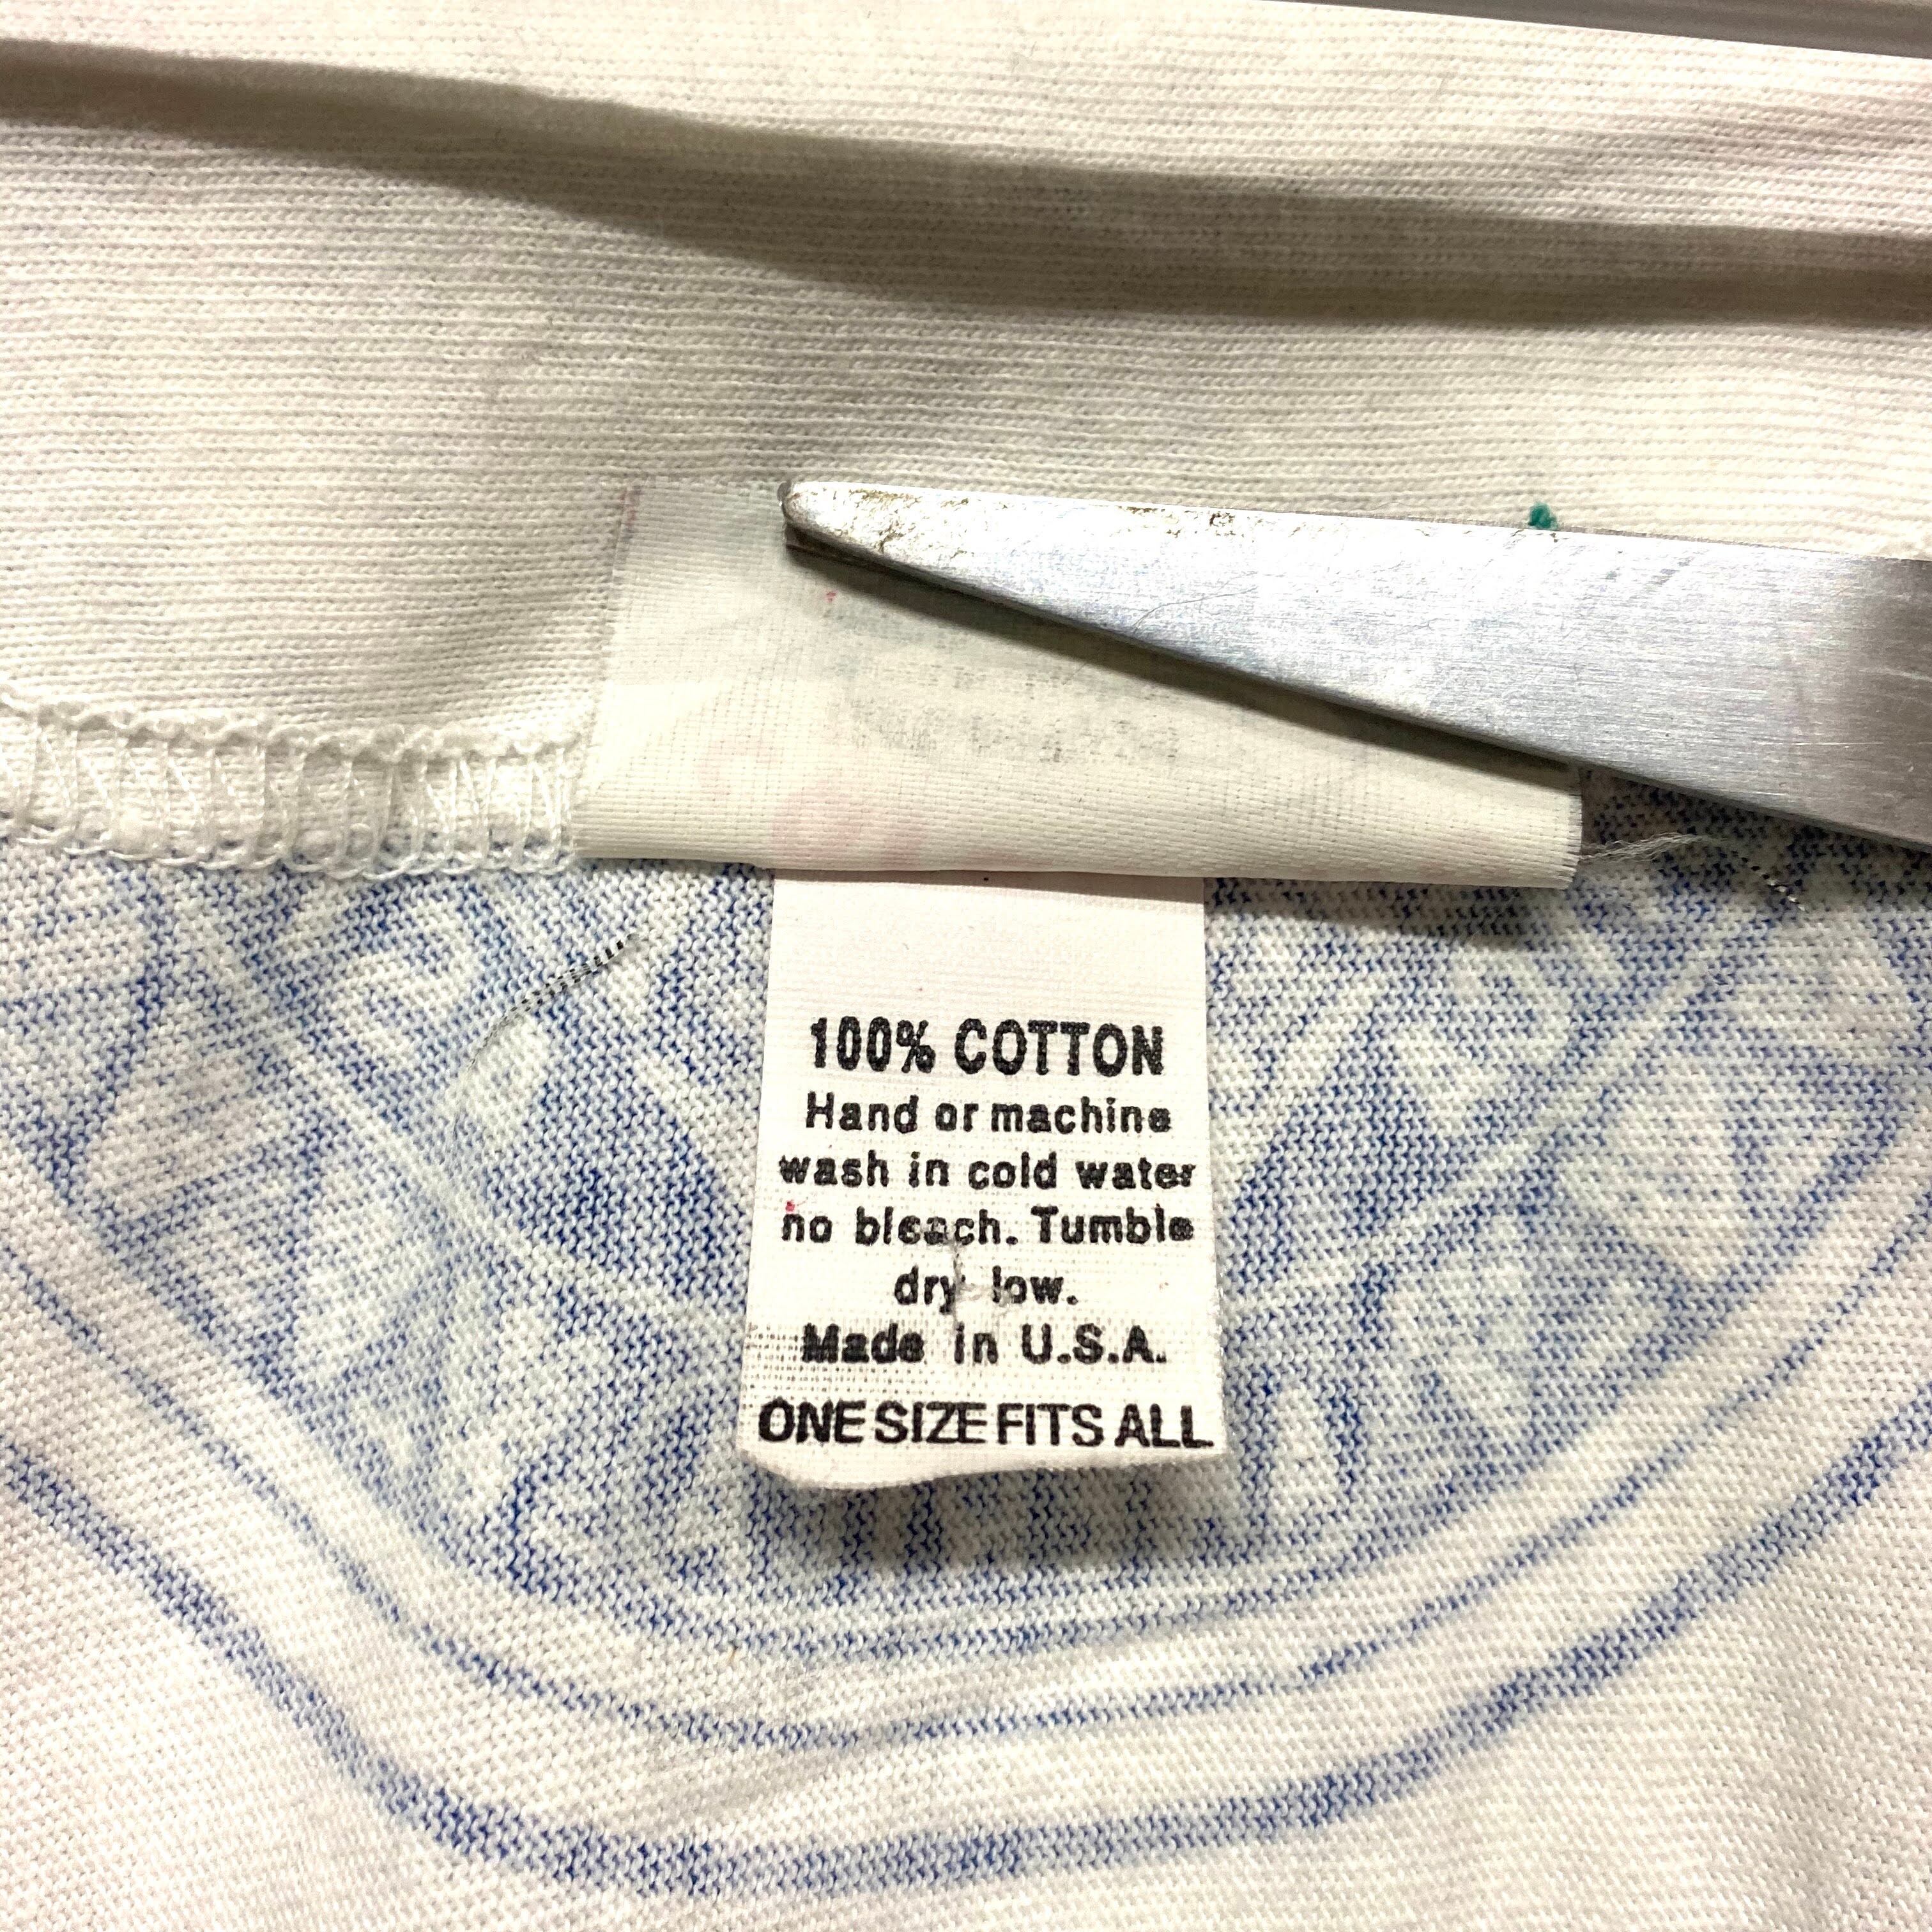 100% COTTON
Hand or machine
wash in cold water
no bleach. Tumble
dry low.
Made in U.S.A.
ONE SIZE FITS ALL